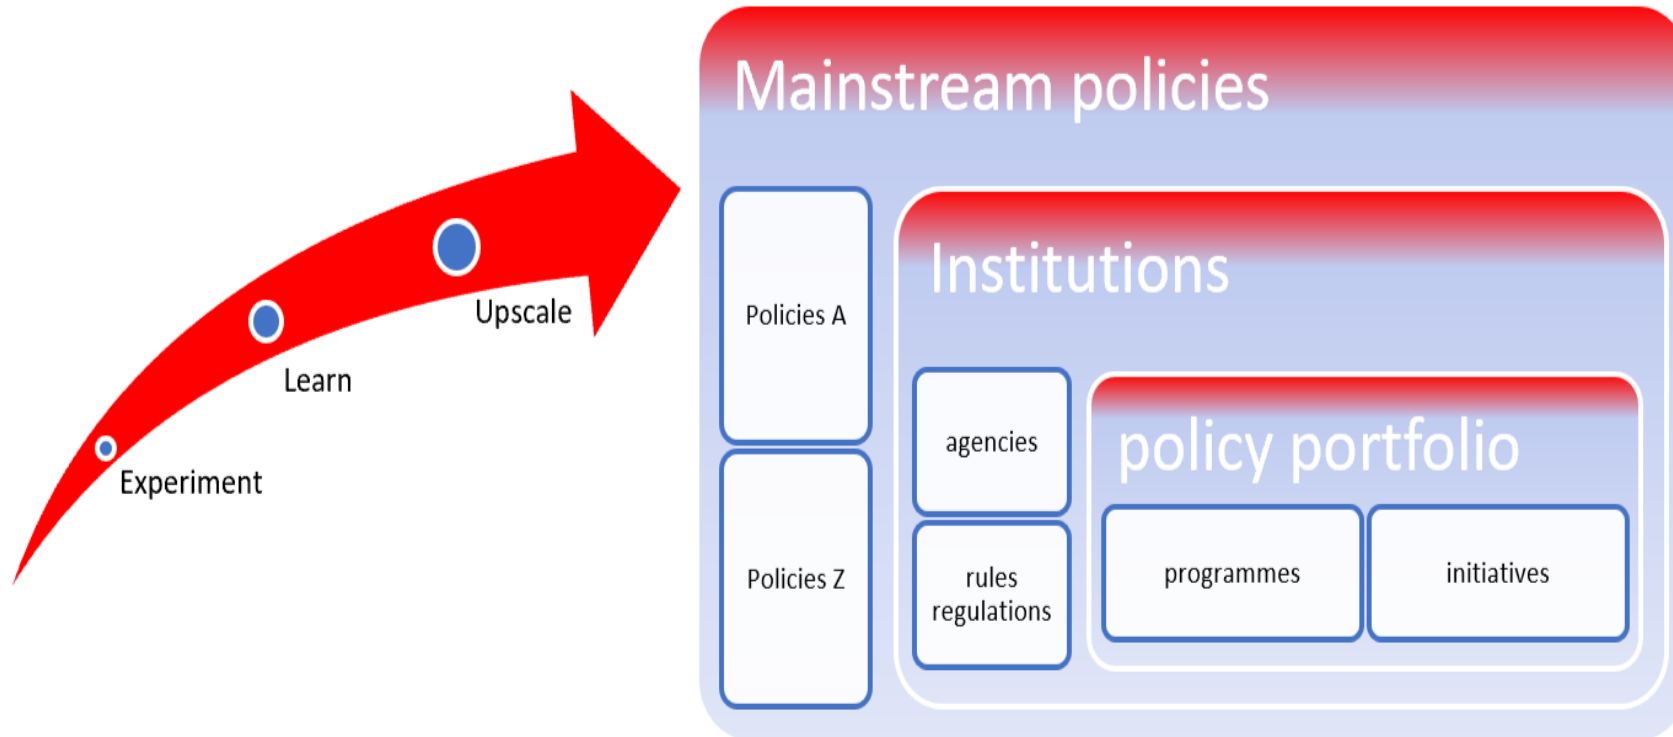 Experiment
Learn
Upscale
Mainstream policies
Policies A
Policies Z
Institutions
agencies
rules
regulations
policy portfolio
programmes
initiatives